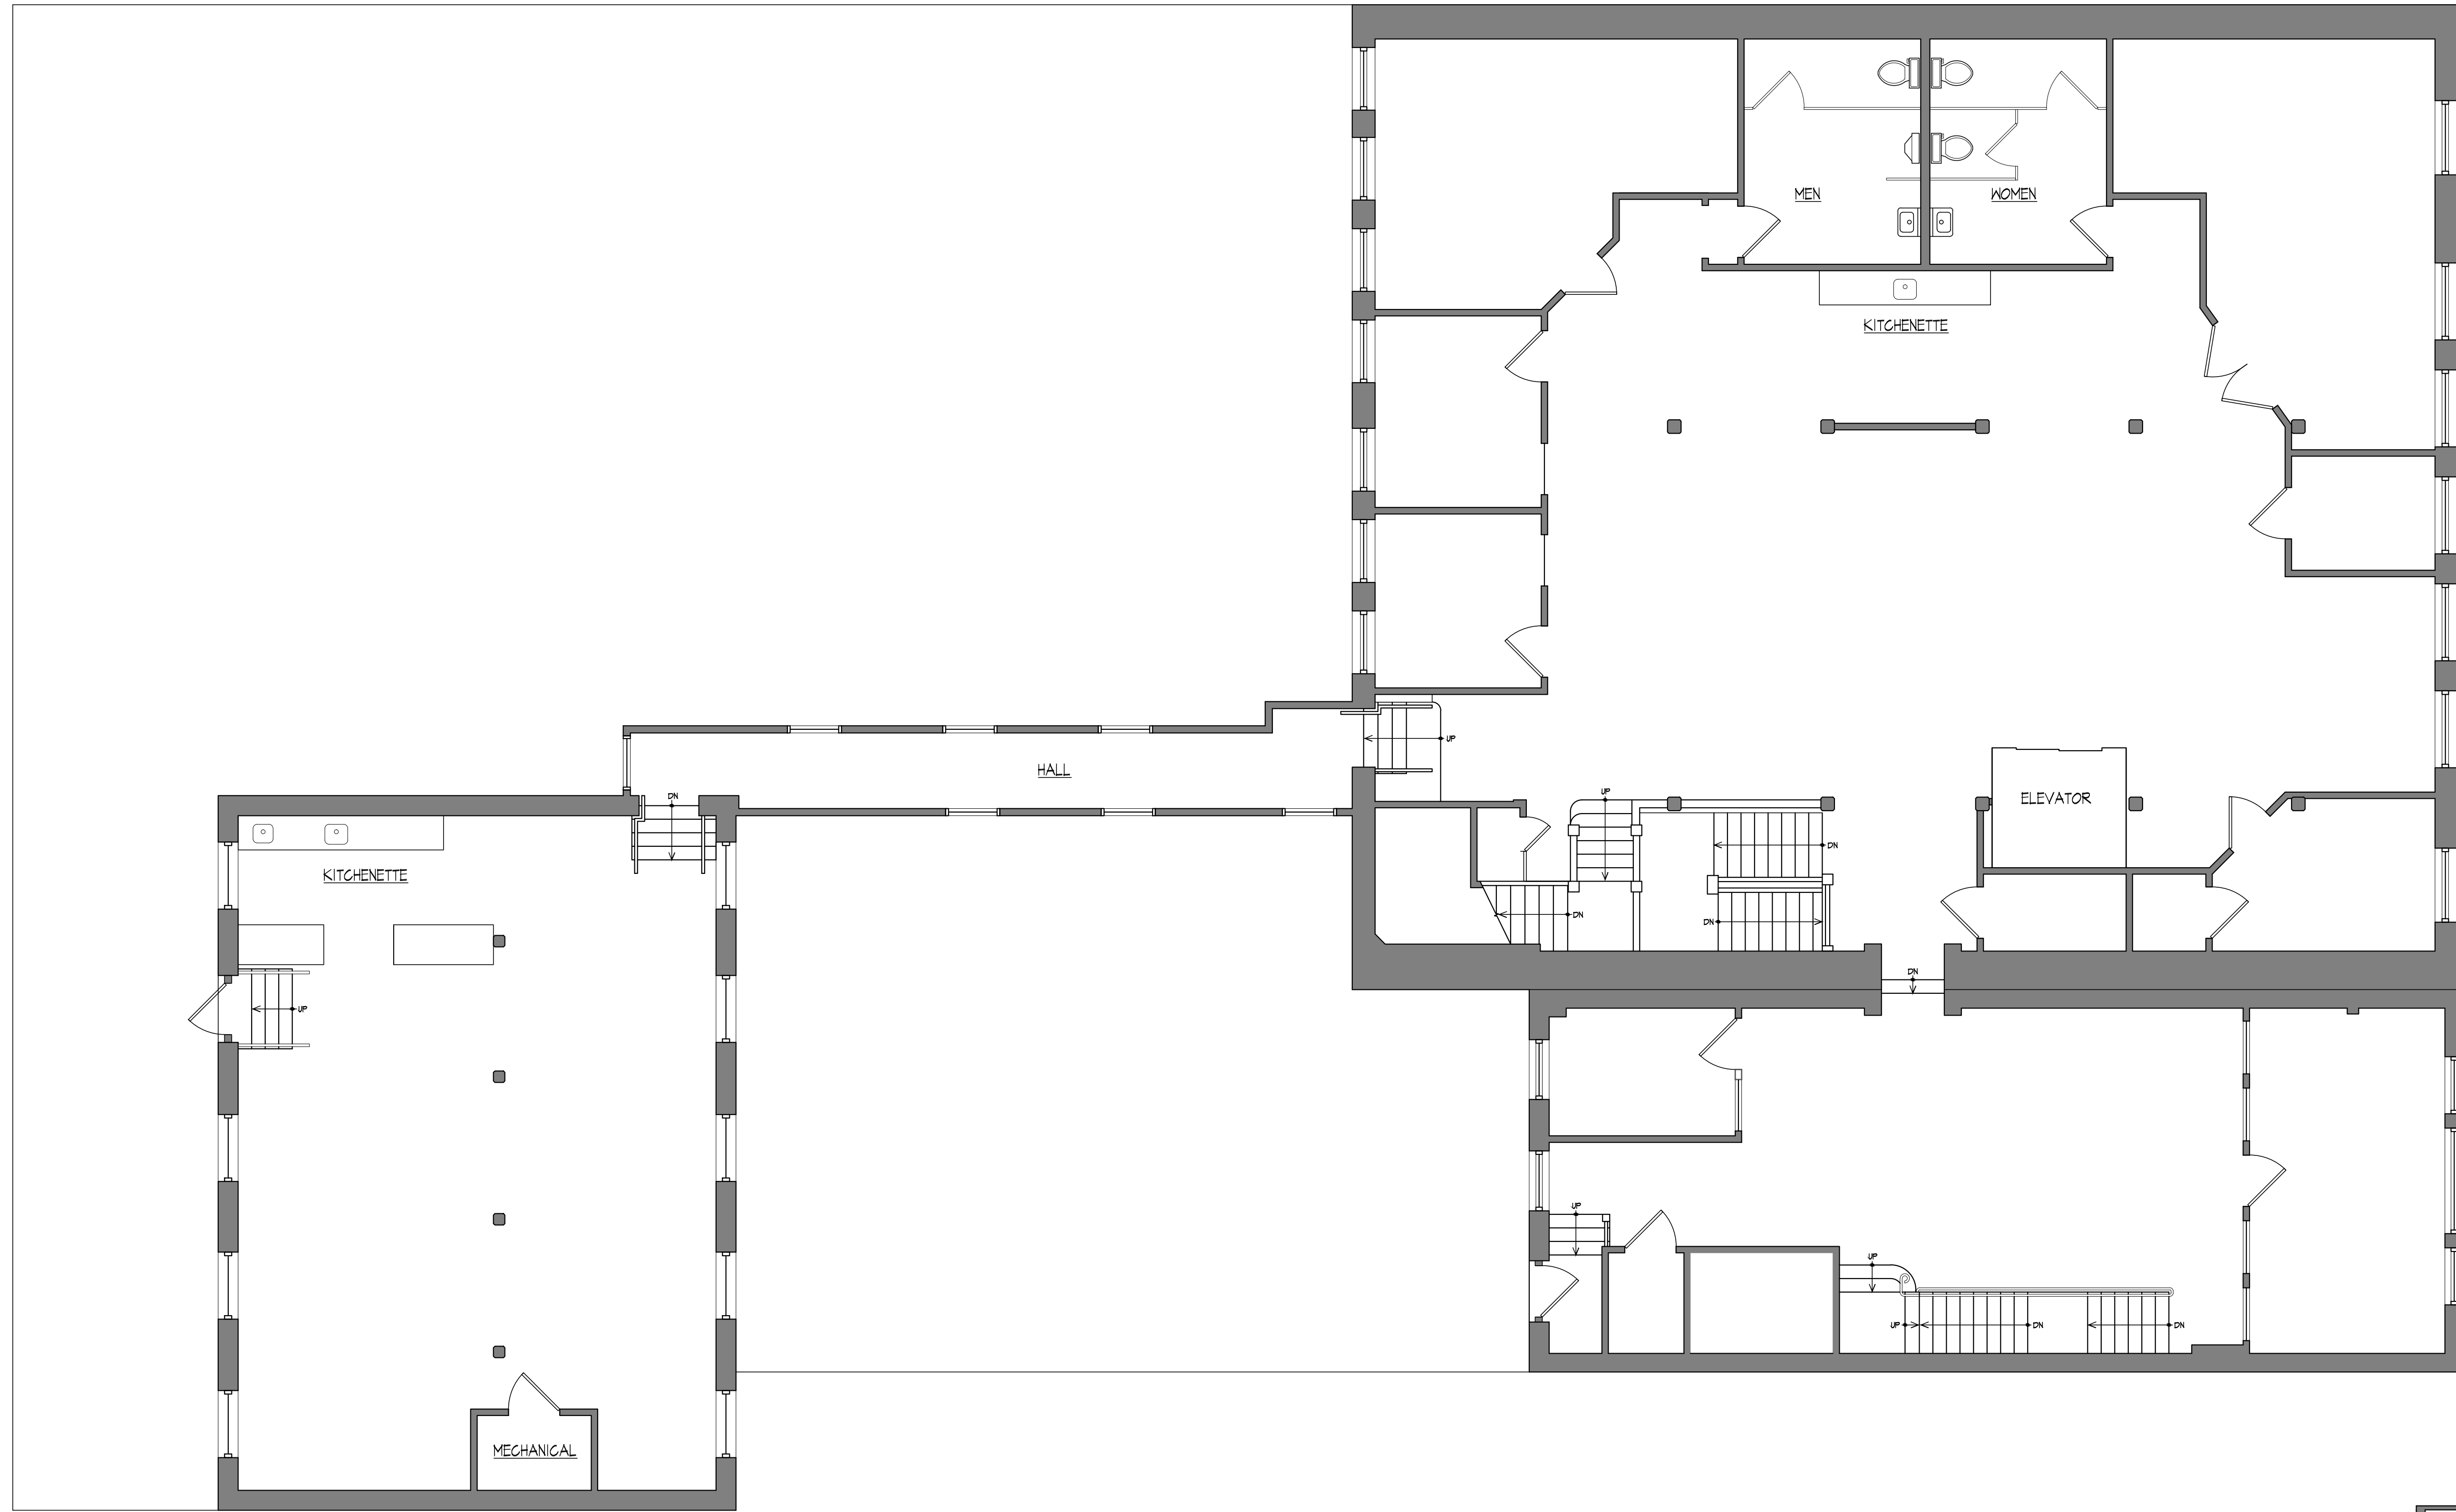 MEN
WOMEN
KITCHENETTE
UP
HALL
DN
UP
ELEVATOR
DN
KITCHENETTE
DN
DN
DN
UP
UP
UP
UP
DN
DN
MECHANICAL